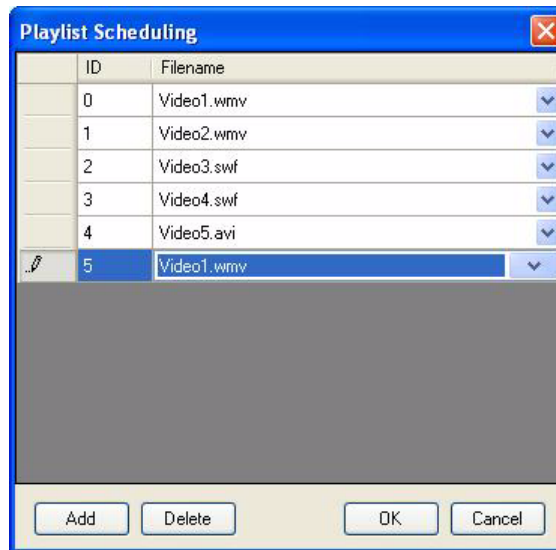 Playlist Scheduling
ID Filename
0 Video1.wmv
1 Video2.wmv
2 Video3.swf
3 Video4.swf
4 Video5.avi
5 Video1.wmv
Add Delete OK Cancel